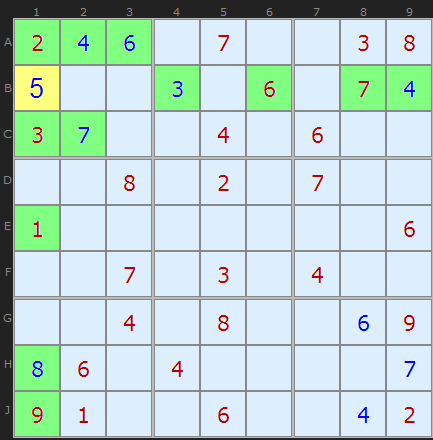 1 2 3 4 5 6 7 8 9
A 2 4 6 7 3 8
B 5 3 6 7 4
C 3 7 4 6
D 8 2 7
E 1 6
F 7 3 4
G 4 8 6 9
H 8 6 4 7
J 9 1 6 4 2